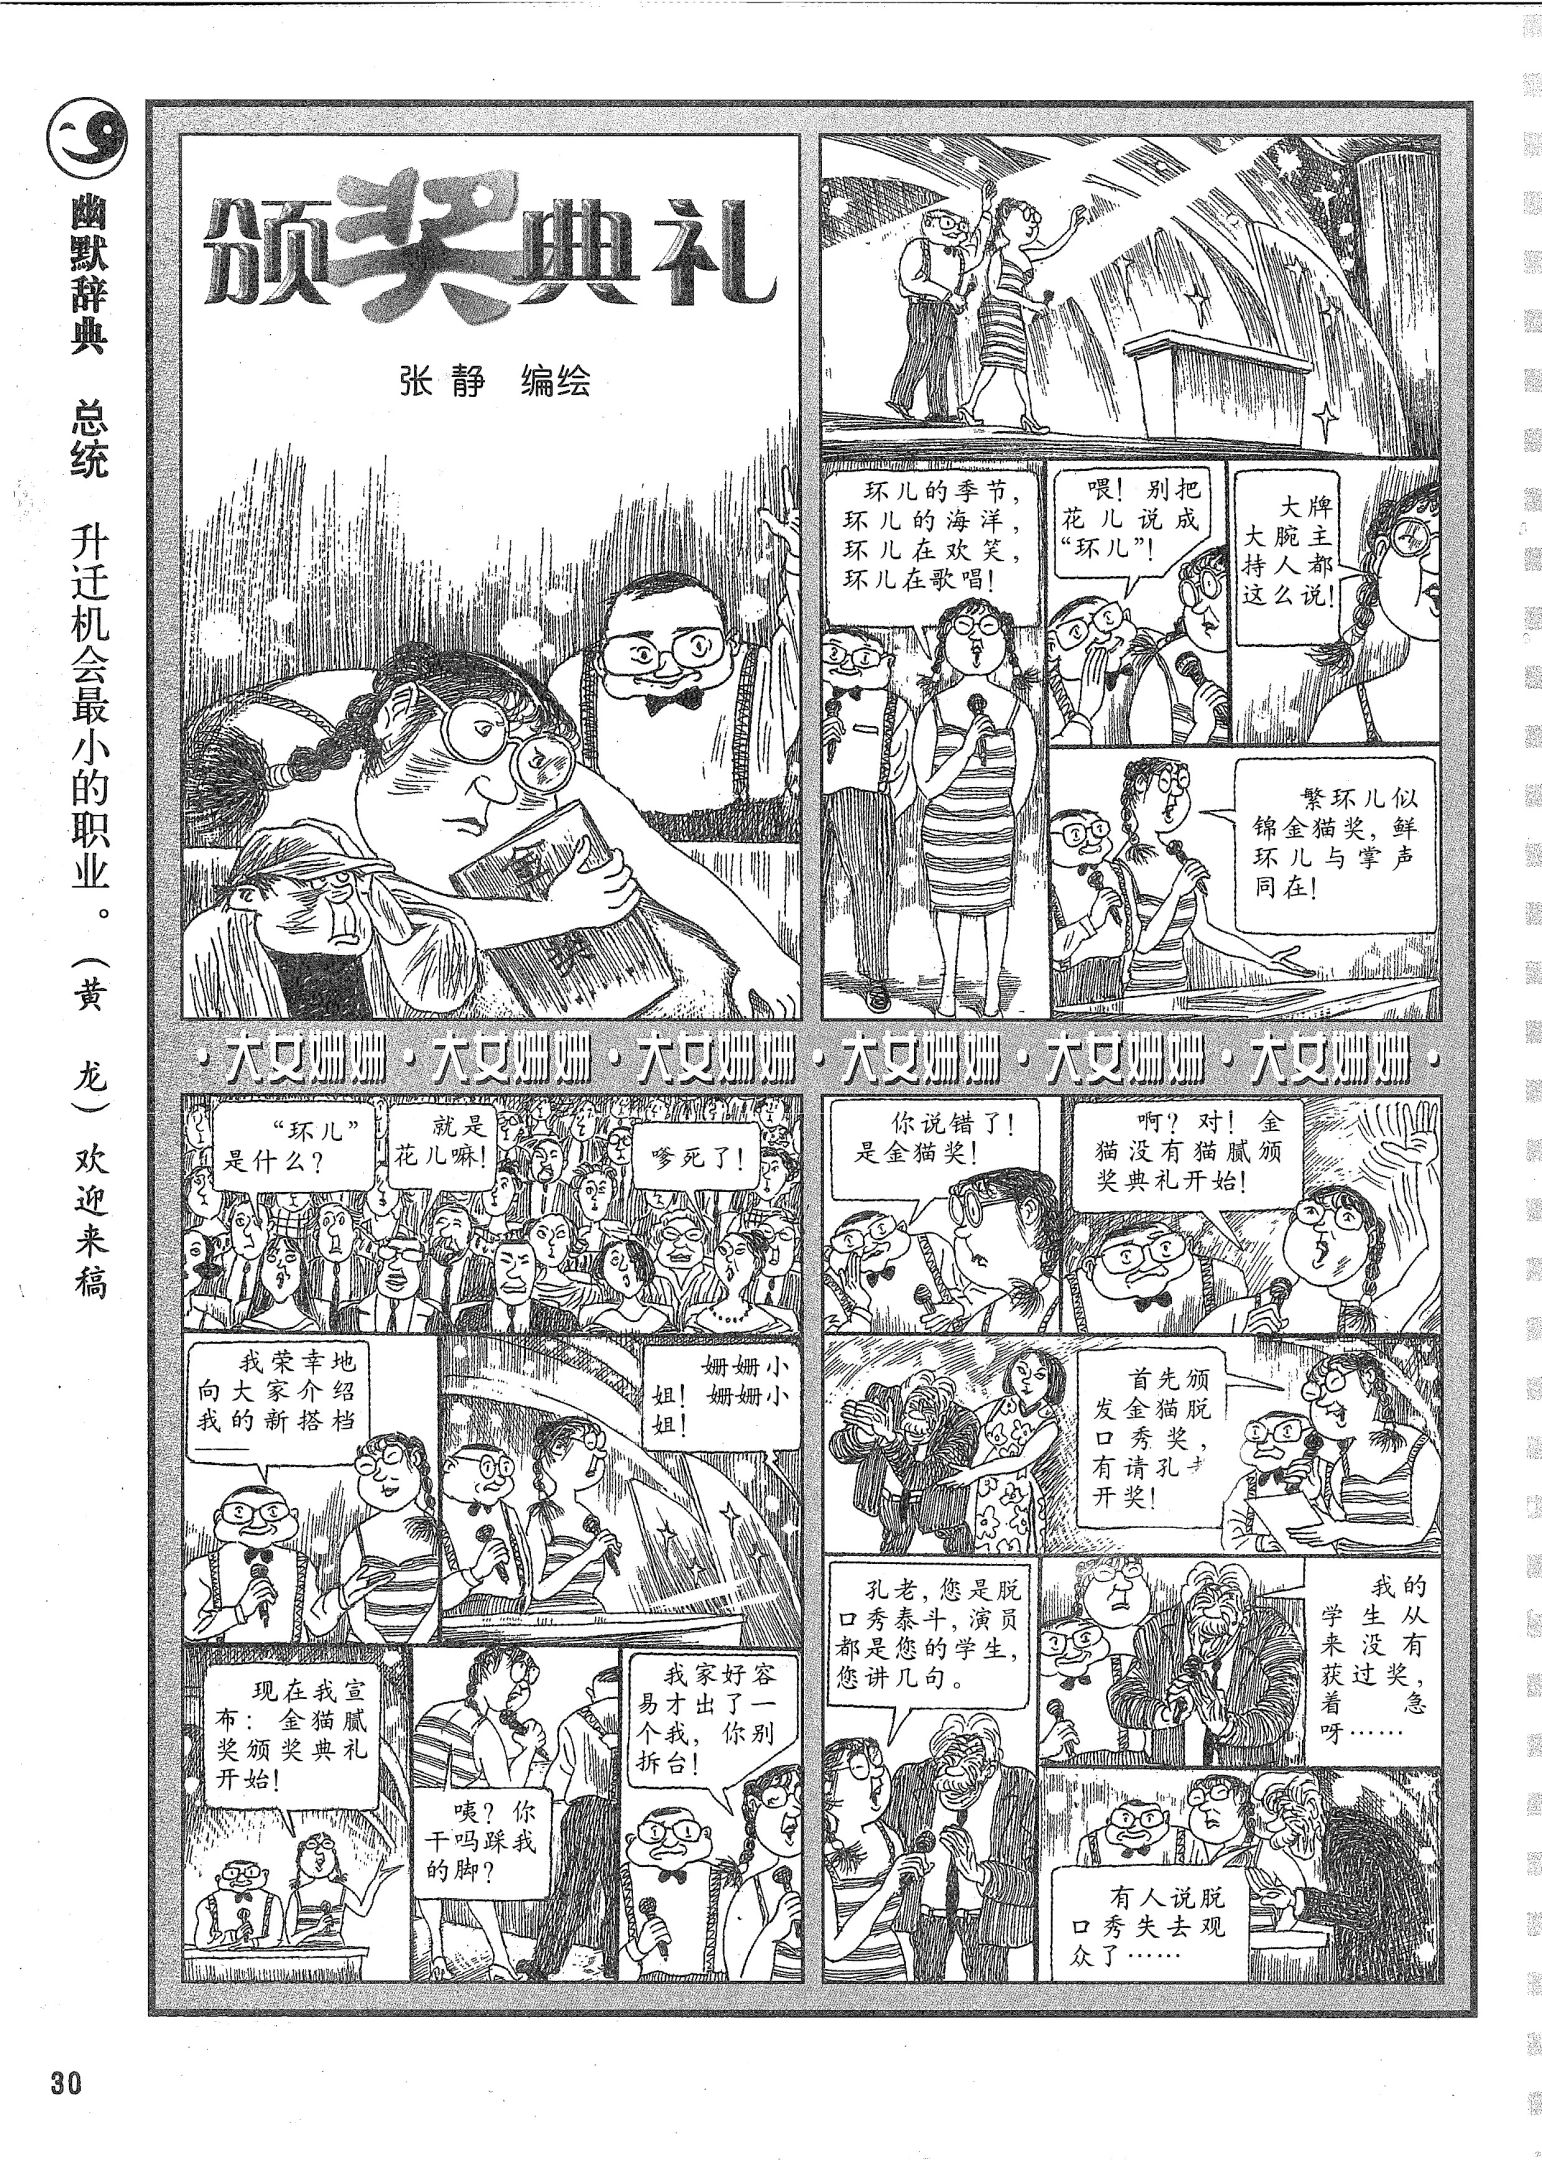 幽默辞典 总统 升迁机会最小的职业。（黄 龙）欢迎来稿
颁奖典礼
张 静 编绘
金
奖
环儿的季节，
环儿的海洋，
环儿在欢笑，
环儿在歌唱！
喂！别把
花儿说成
“环儿”！
大牌
大腕主
持人都
这么说！
繁环儿似
锦金猫奖，鲜
环儿与掌声
同在！
·大女姗姗·大女姗姗·大女姗姗·大女姗姗·大女姗姗·大女姗姗·
“环儿”
是什么？
就是
花儿嘛！
嗲死了！
我荣幸地
向大家介绍
我的新搭档
——
姗姗小
姐！姗姗小
姐！
现在我宣
布：金猫腻
奖颁奖典礼
开始！
咦？你
干吗踩我
的脚？
我家好容
易才出了一
个我，你别
拆台！
你说错了！
是金猫奖！
啊？对！金
猫没有猫腻颁
奖典礼开始！
首先颁
发金猫脱
口秀奖，
有请孔
开奖！
孔老，您是脱
口秀泰斗，演员
都是您的学生，
您讲几句。
我的
学生从
来没有
获过奖，
着急
呀……
有人说脱
口秀失去观
众了……
30